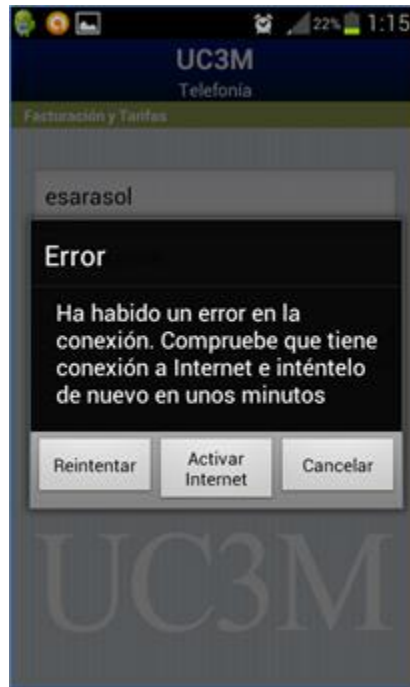 22% 1:15
UC3M
Telefonía
Facturación y Tarifas
esarasol
Error
Ha habido un error en la
conexión. Compruebe que tiene
conexión a Internet e inténtelo
de nuevo en unos minutos
Reintentar
Activar
Internet
Cancelar
UC3M